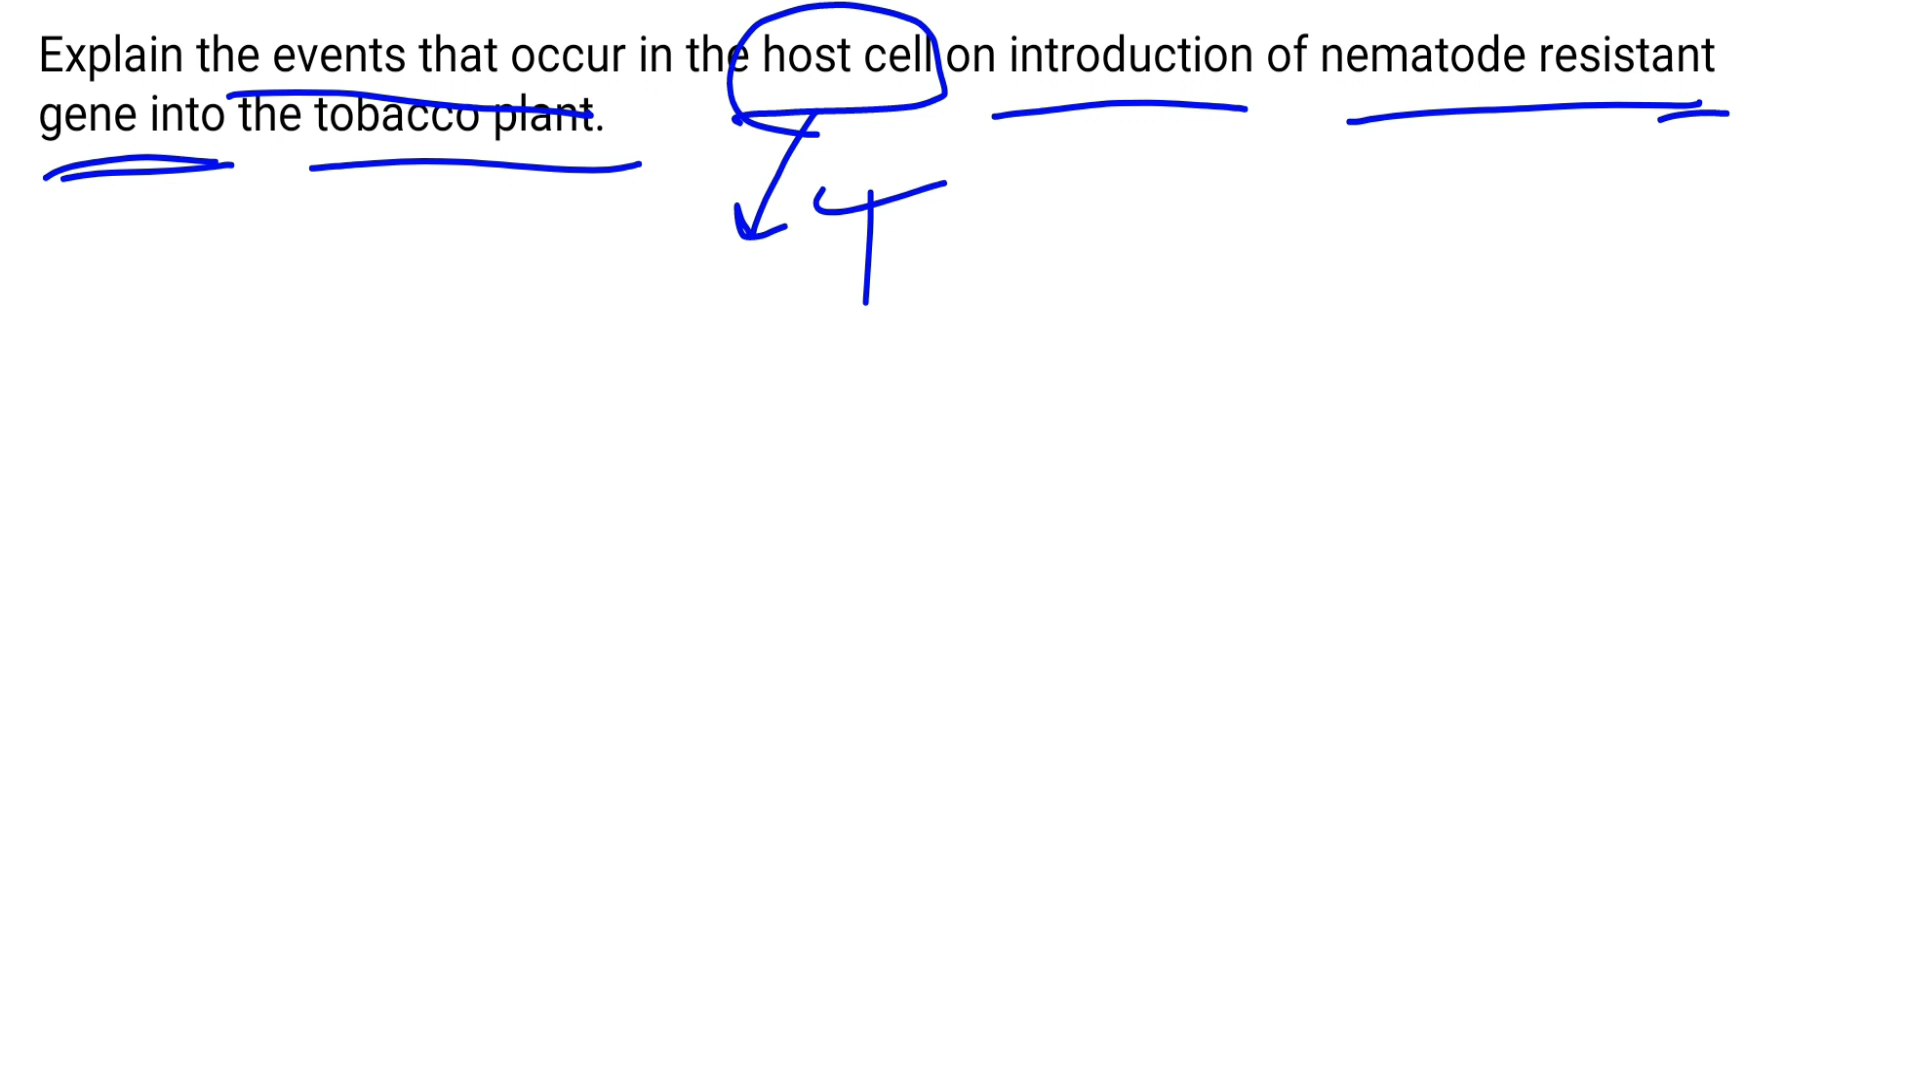 Explain the events that occur in the host cell on introduction of nematode resistant
gene into the tobacco plant.
T